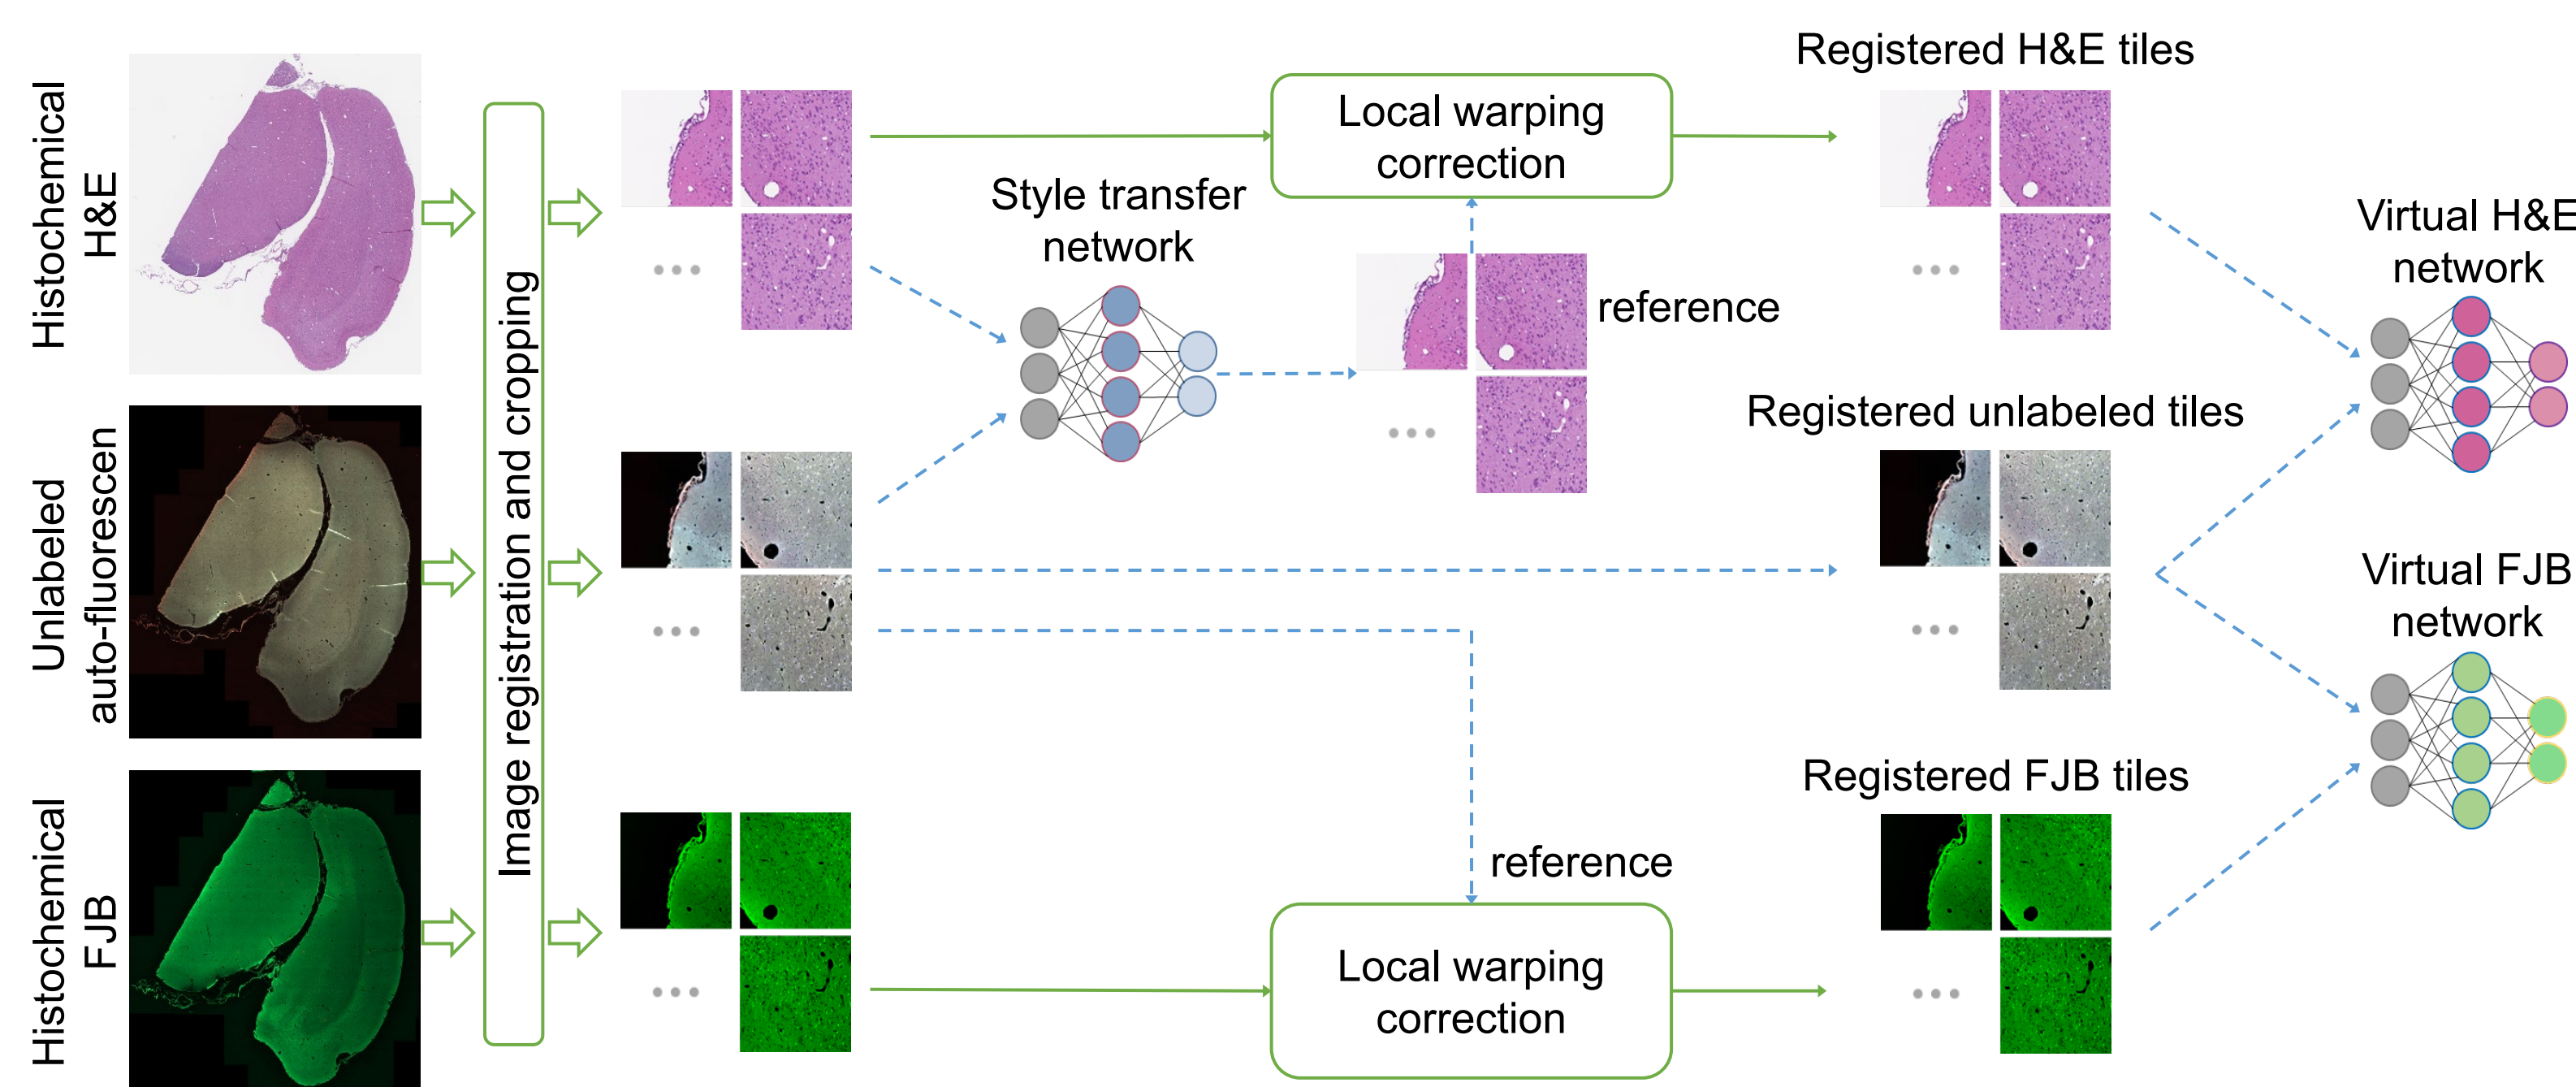 Histochemical
H&E
Unlabeled
auto-fluorescen
Histochemical
FJB
Image registration and cropping
Style transfer
network
Local warping
correction
reference
reference
Local warping
correction
Registered H&E tiles
Registered unlabeled tiles
Registered FJB tiles
Virtual H&E
network
Virtual FJB
network